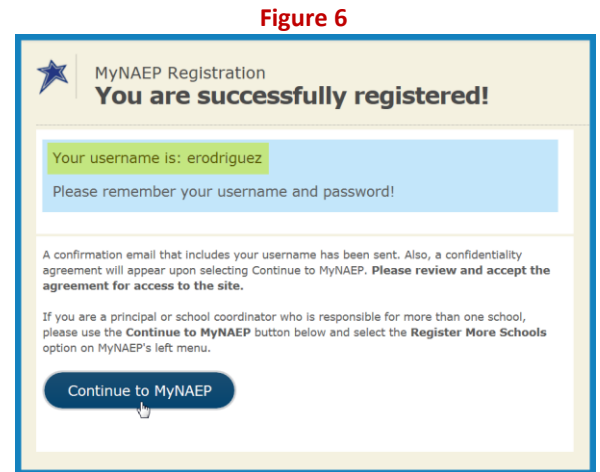 Figure 6
MyNAEP Registration
You are successfully registered!
Your username is: erodriguez
Please remember your username and password!
A confirmation email that includes your username has been sent. Also, a confidentiality
agreement will appear upon selecting Continue to MyNAEP. Please review and accept the
agreement for access to the site.
If you are a principal or school coordinator who is responsible for more than one school,
please use the Continue to MyNAEP button below and select the Register More Schools
option on MyNAEP's left menu.
Continue to MyNAEP